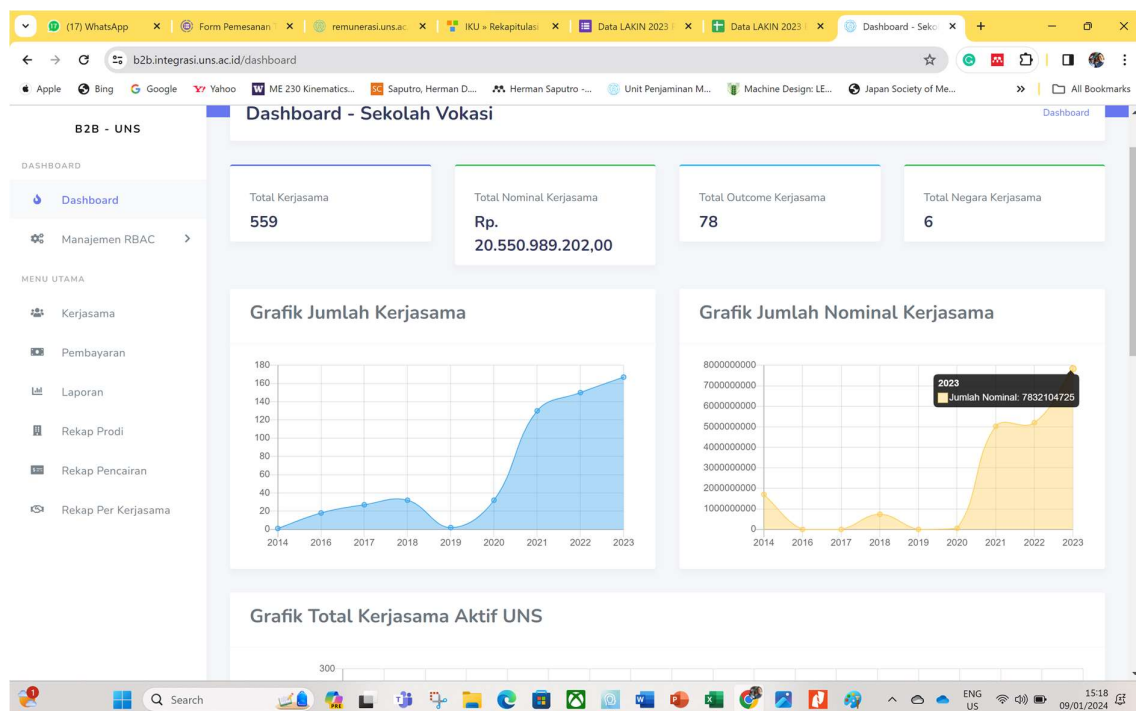 (17) WhatsApp
Form Pemesanan
remunerasi.uns.ac.
IKU » Rekapitulasi
Data LAKIN 2023
Data LAKIN 2023
Dashboard - Seko
b2b.integrasi.uns.ac.id/dashboard
Apple
Bing
Google
Yahoo
ME 230 Kinematics...
Saputro, Herman D....
Herman Saputro -...
Unit Penjaminan M...
Machine Design: LE...
Japan Society of Me...
All Bookmarks
B2B - UNS
Dashboard - Sekolah Vokasi
Dashboard
DASHBOARD
Dashboard
Manajemen RBAC
MENU UTAMA
Kerjasama
Pembayaran
Laporan
Rekap Prodi
Rekap Pencairan
Rekap Per Kerjasama
Total Kerjasama
559
Total Nominal Kerjasama
Rp.
20.550.989.202,00
Total Outcome Kerjasama
78
Total Negara Kerjasama
6
Grafik Jumlah Kerjasama
180
160
140
120
100
80
60
40
20
0
2014 2016 2017 2018 2019 2020 2021 2022 2023
Grafik Jumlah Nominal Kerjasama
8000000000
7000000000
6000000000
5000000000
4000000000
3000000000
2000000000
1000000000
0
2023
Jumlah Nominal: 7832104725
2014 2016 2017 2018 2019 2020 2021 2022 2023
Grafik Total Kerjasama Aktif UNS
300
Search
ENG
US
15:18
09/01/2024